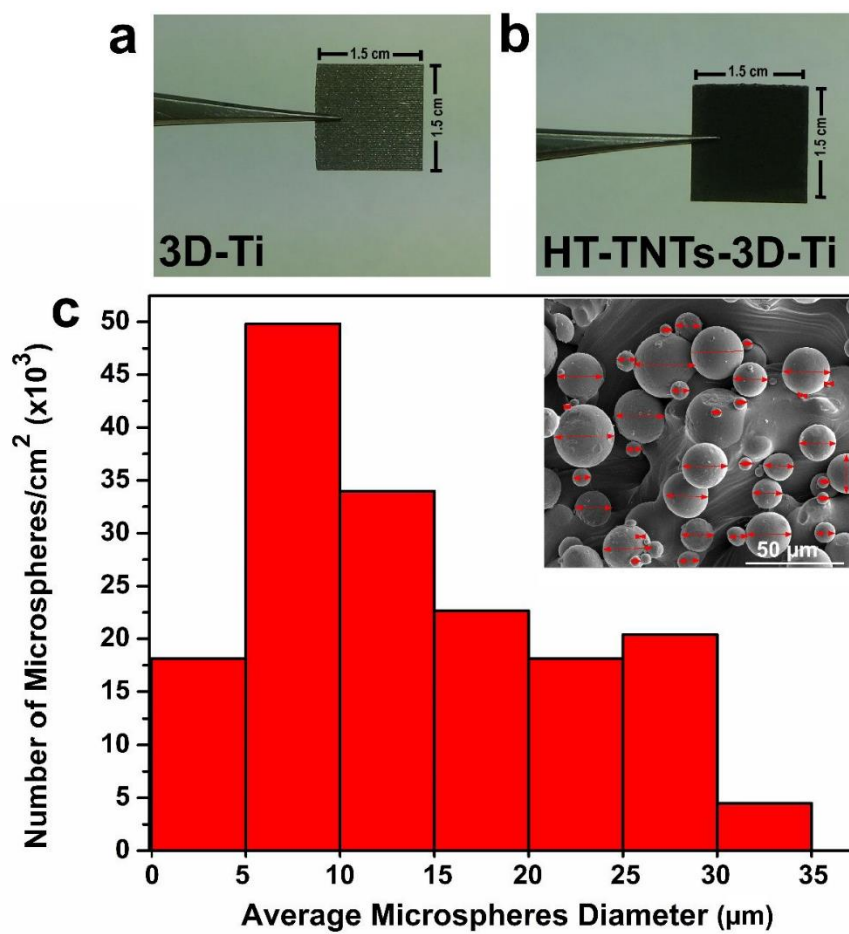 a
1.5 cm
1.5 cm
3D-Ti
b
1.5 cm
1.5 cm
HT-TNTs-3D-Ti
c
Number of Microspheres/cm² (x10³)
50
45
40
35
30
25
20
15
10
5
0
50 µm
0 5 10 15 20 25 30 35
Average Microspheres Diameter (µm)